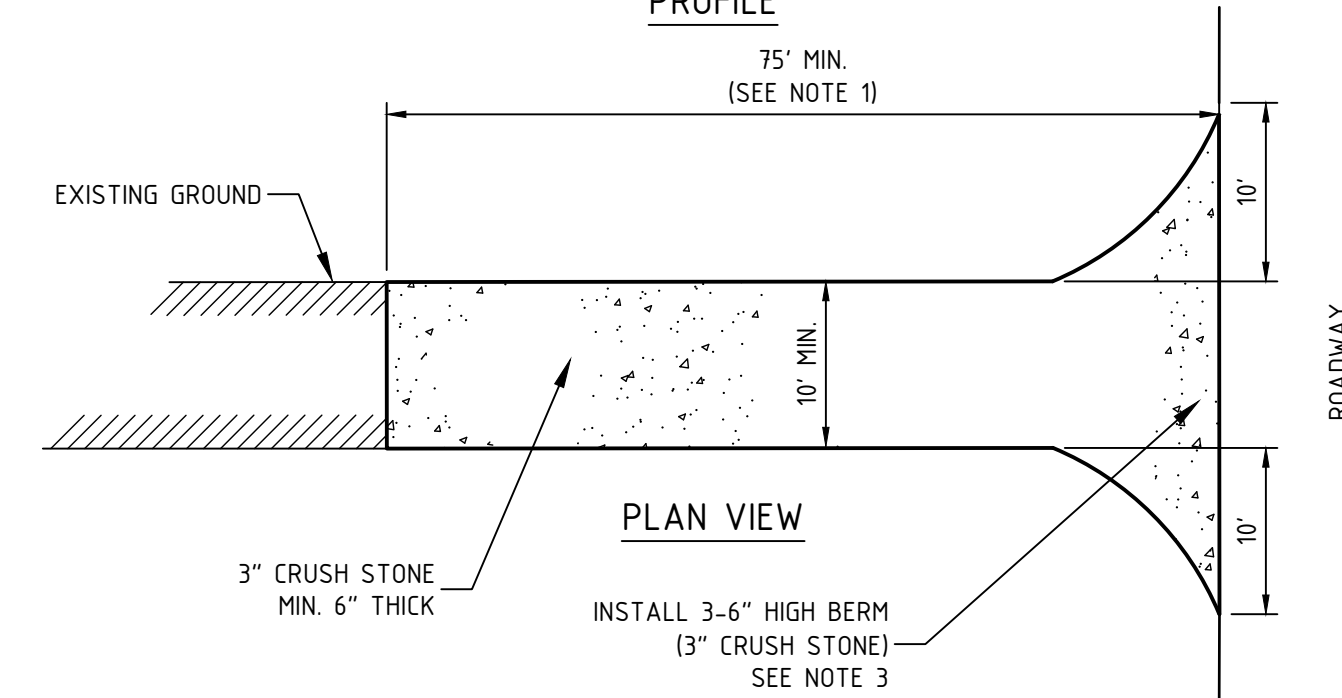 PROFILE
75' MIN.
(SEE NOTE 1)
EXISTING GROUND
10'
10' MIN.
ROADWAY
10'
PLAN VIEW
3" CRUSH STONE
MIN. 6" THICK
INSTALL 3-6" HIGH BERM
(3" CRUSH STONE)
SEE NOTE 3